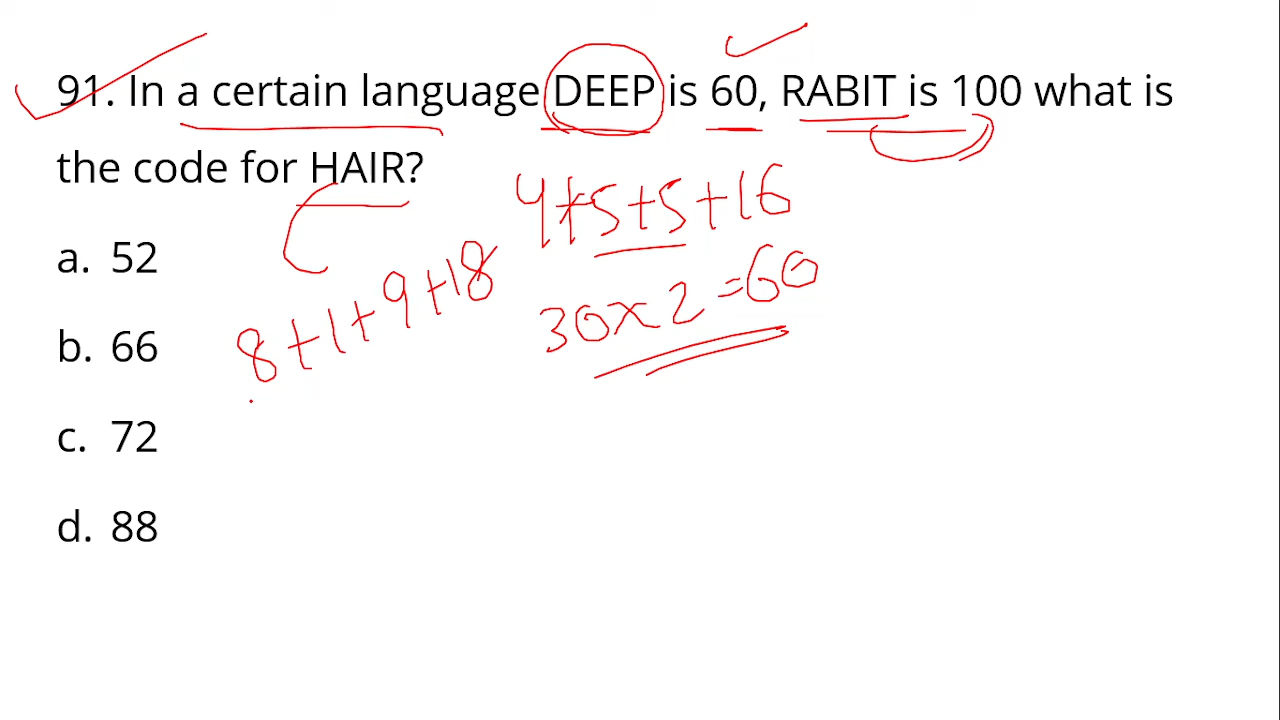 91. In a certain language DEEP is 60, RABIT is 100 what is
the code for HAIR?
4+5+5+16
a. 52
8+1+9+18
30x2=60
b. 66
c. 72
d. 88